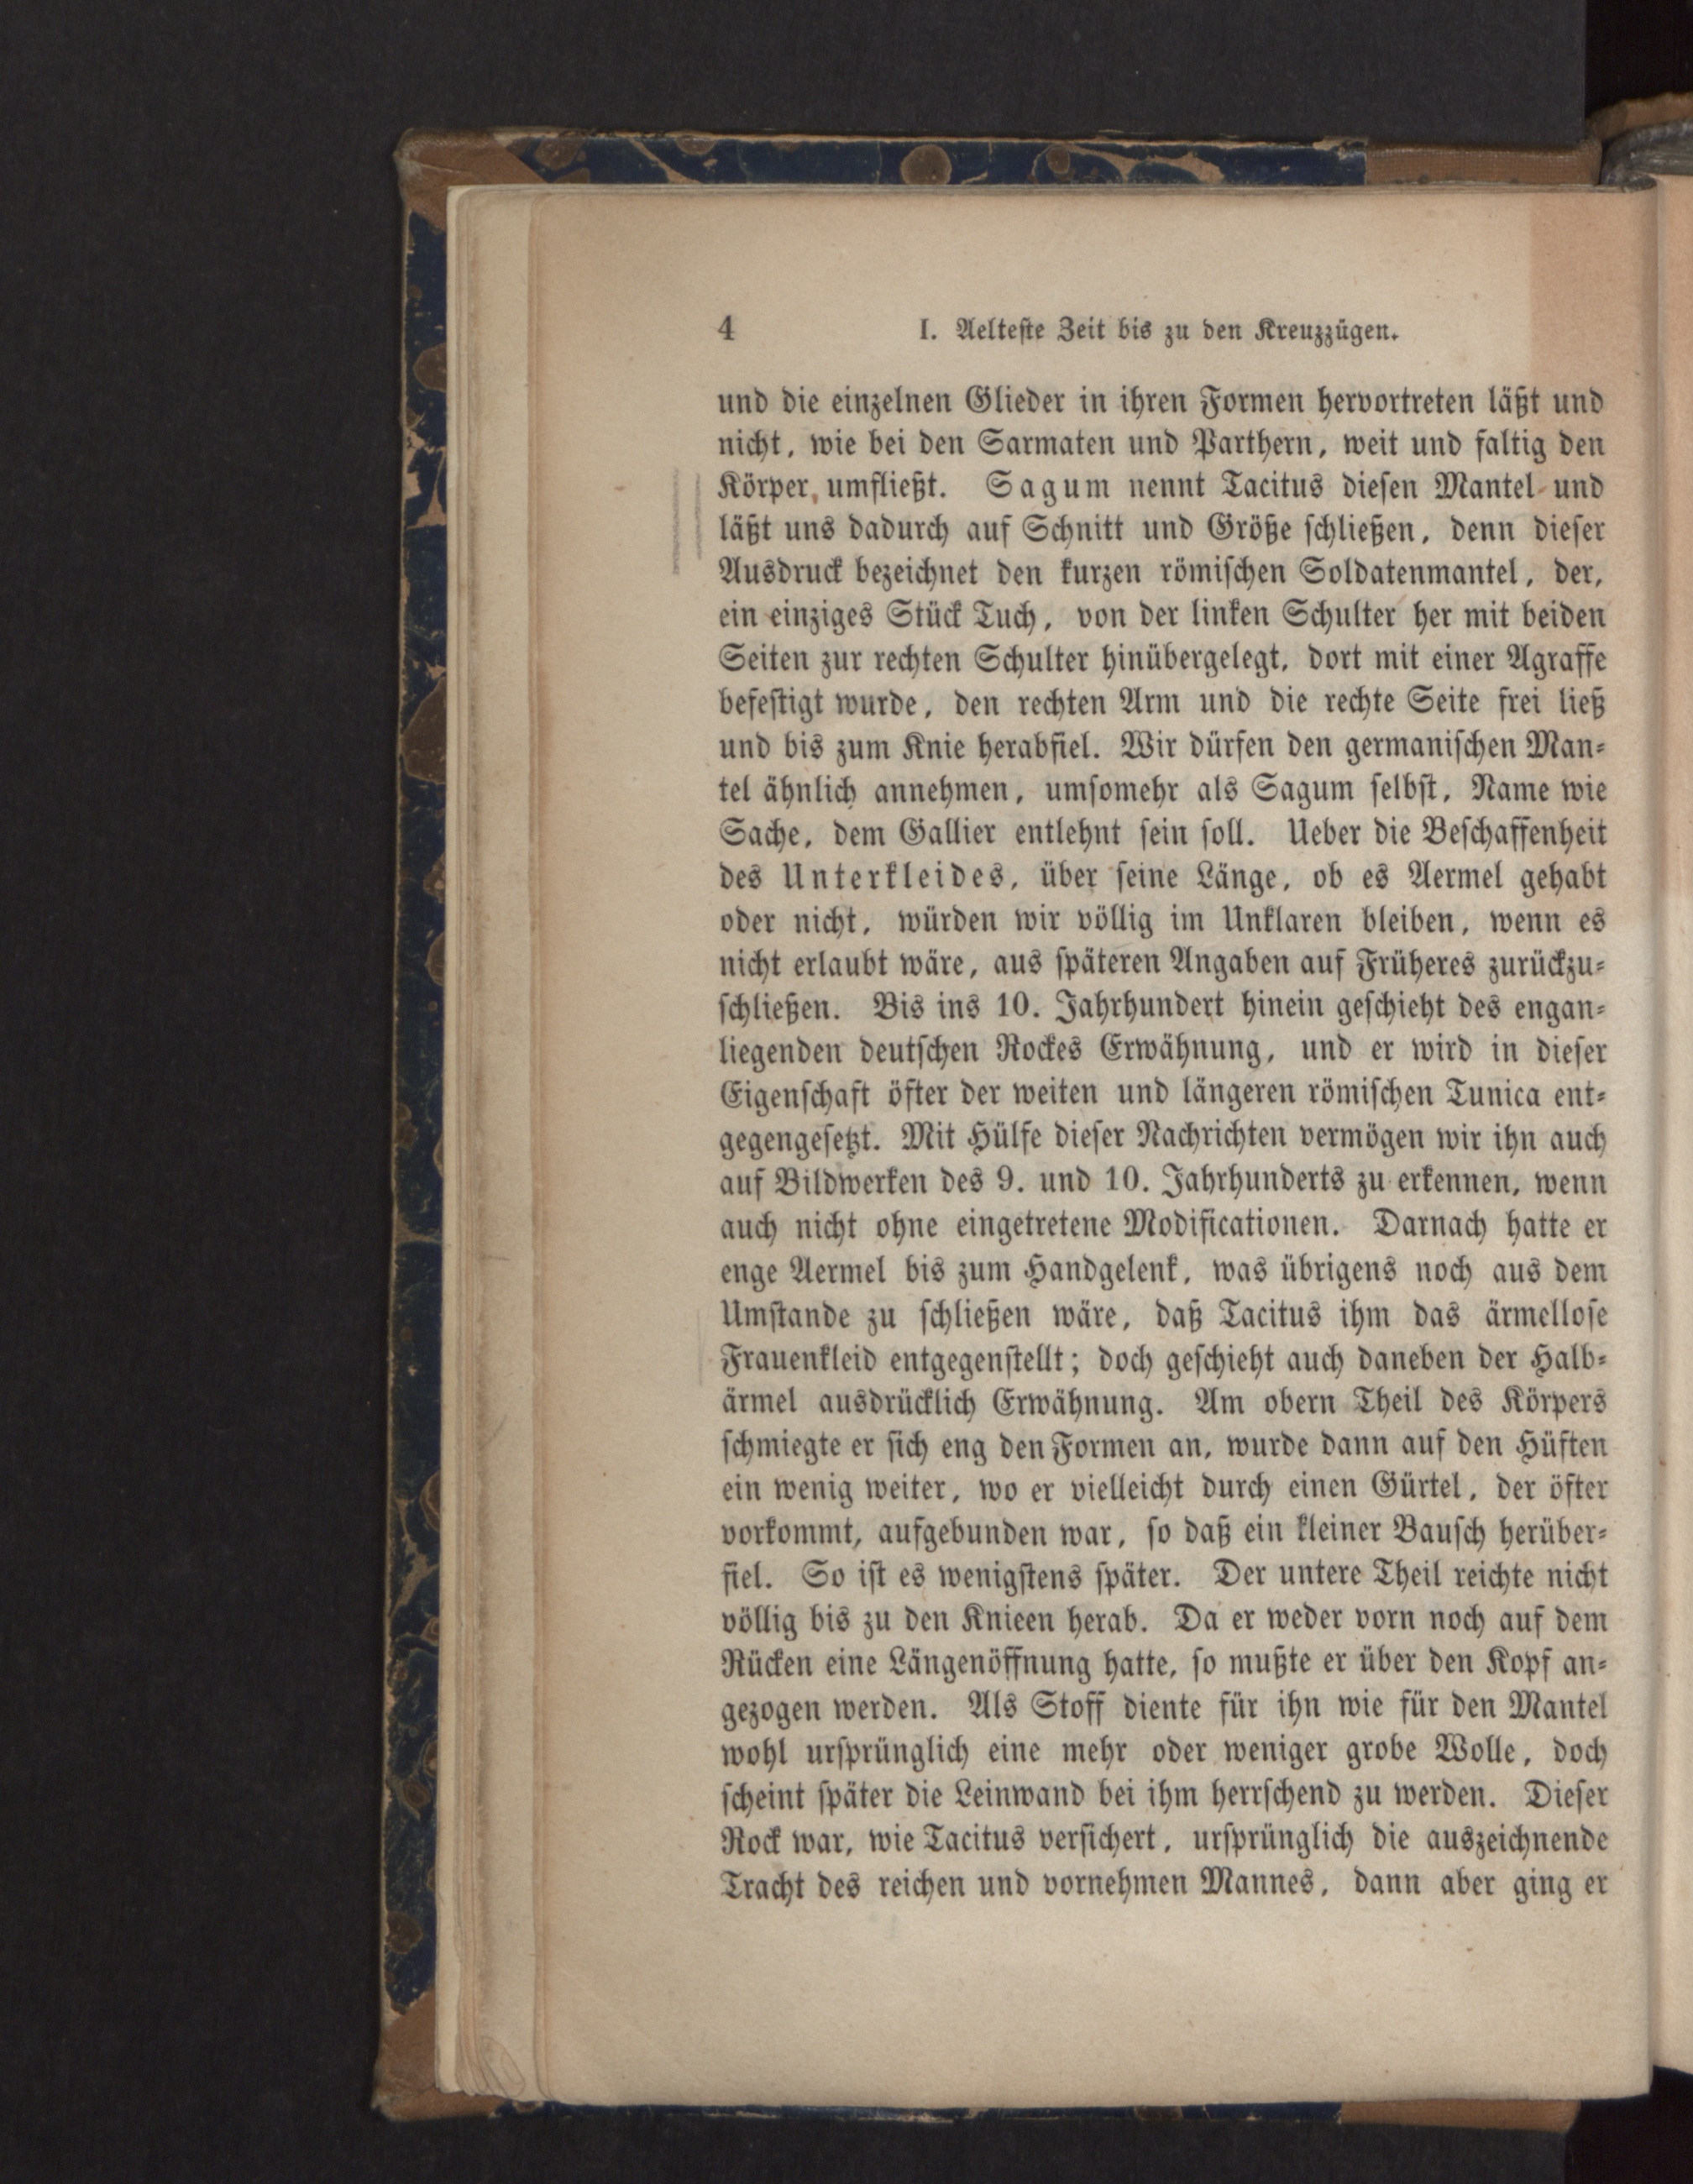 4 I. Aelteste Zeit bis zu den Kreuzzügen.
und die einzelnen Glieder in ihren Formen hervortreten läßt und
nicht, wie bei den Sarmaten und Parthern, weit und faltig den
Körper umfließt. Sagum nennt Tacitus diesen Mantel und
läßt uns dadurch auf Schnitt und Größe schließen, denn dieser
Ausdruck bezeichnet den kurzen römischen Soldatenmantel, der,
ein einziges Stück Tuch, von der linken Schulter her mit beiden
Seiten zur rechten Schulter hinübergelegt, dort mit einer Agraffe
befestigt wurde, den rechten Arm und die rechte Seite frei ließ
und bis zum Knie herabfiel. Wir dürfen den germanischen Man-
tel ähnlich annehmen, umsomehr als Sagum selbst, Name wie
Sache, dem Gallier entlehnt sein soll. Ueber die Beschaffenheit
des Unterkleides, über seine Länge, ob es Aermel gehabt
oder nicht, würden wir völlig im Unklaren bleiben, wenn es
nicht erlaubt wäre, aus späteren Angaben auf Früheres zurückzu-
schließen. Bis ins 10. Jahrhundert hinein geschieht des engan-
liegenden deutschen Rockes Erwähnung, und er wird in dieser
Eigenschaft öfter der weiten und längeren römischen Tunica ent-
gegengesetzt. Mit Hülfe dieser Nachrichten vermögen wir ihn auch
auf Bildwerken des 9. und 10. Jahrhunderts zu erkennen, wenn
auch nicht ohne eingetretene Modificationen. Darnach hatte er
enge Aermel bis zum Handgelenk, was übrigens noch aus dem
Umstande zu schließen wäre, daß Tacitus ihm das ärmellose
Frauenkleid entgegenstellt; doch geschieht auch daneben der Halb-
ärmel ausdrücklich Erwähnung. Am obern Theil des Körpers
schmiegte er sich eng den Formen an, wurde dann auf den Hüften
ein wenig weiter, wo er vielleicht durch einen Gürtel, der öfter
vorkommt, aufgebunden war, so daß ein kleiner Bausch herüber-
fiel. So ist es wenigstens später. Der untere Theil reichte nicht
völlig bis zu den Knieen herab. Da er weder vorn noch auf dem
Rücken eine Längenöffnung hatte, so mußte er über den Kopf an-
gezogen werden. Als Stoff diente für ihn wie für den Mantel
wohl ursprünglich eine mehr oder weniger grobe Wolle, doch
scheint später die Leinwand bei ihm herrschend zu werden. Dieser
Rock war, wie Tacitus versichert, ursprünglich die auszeichnende
Tracht des reichen und vornehmen Mannes, dann aber ging er